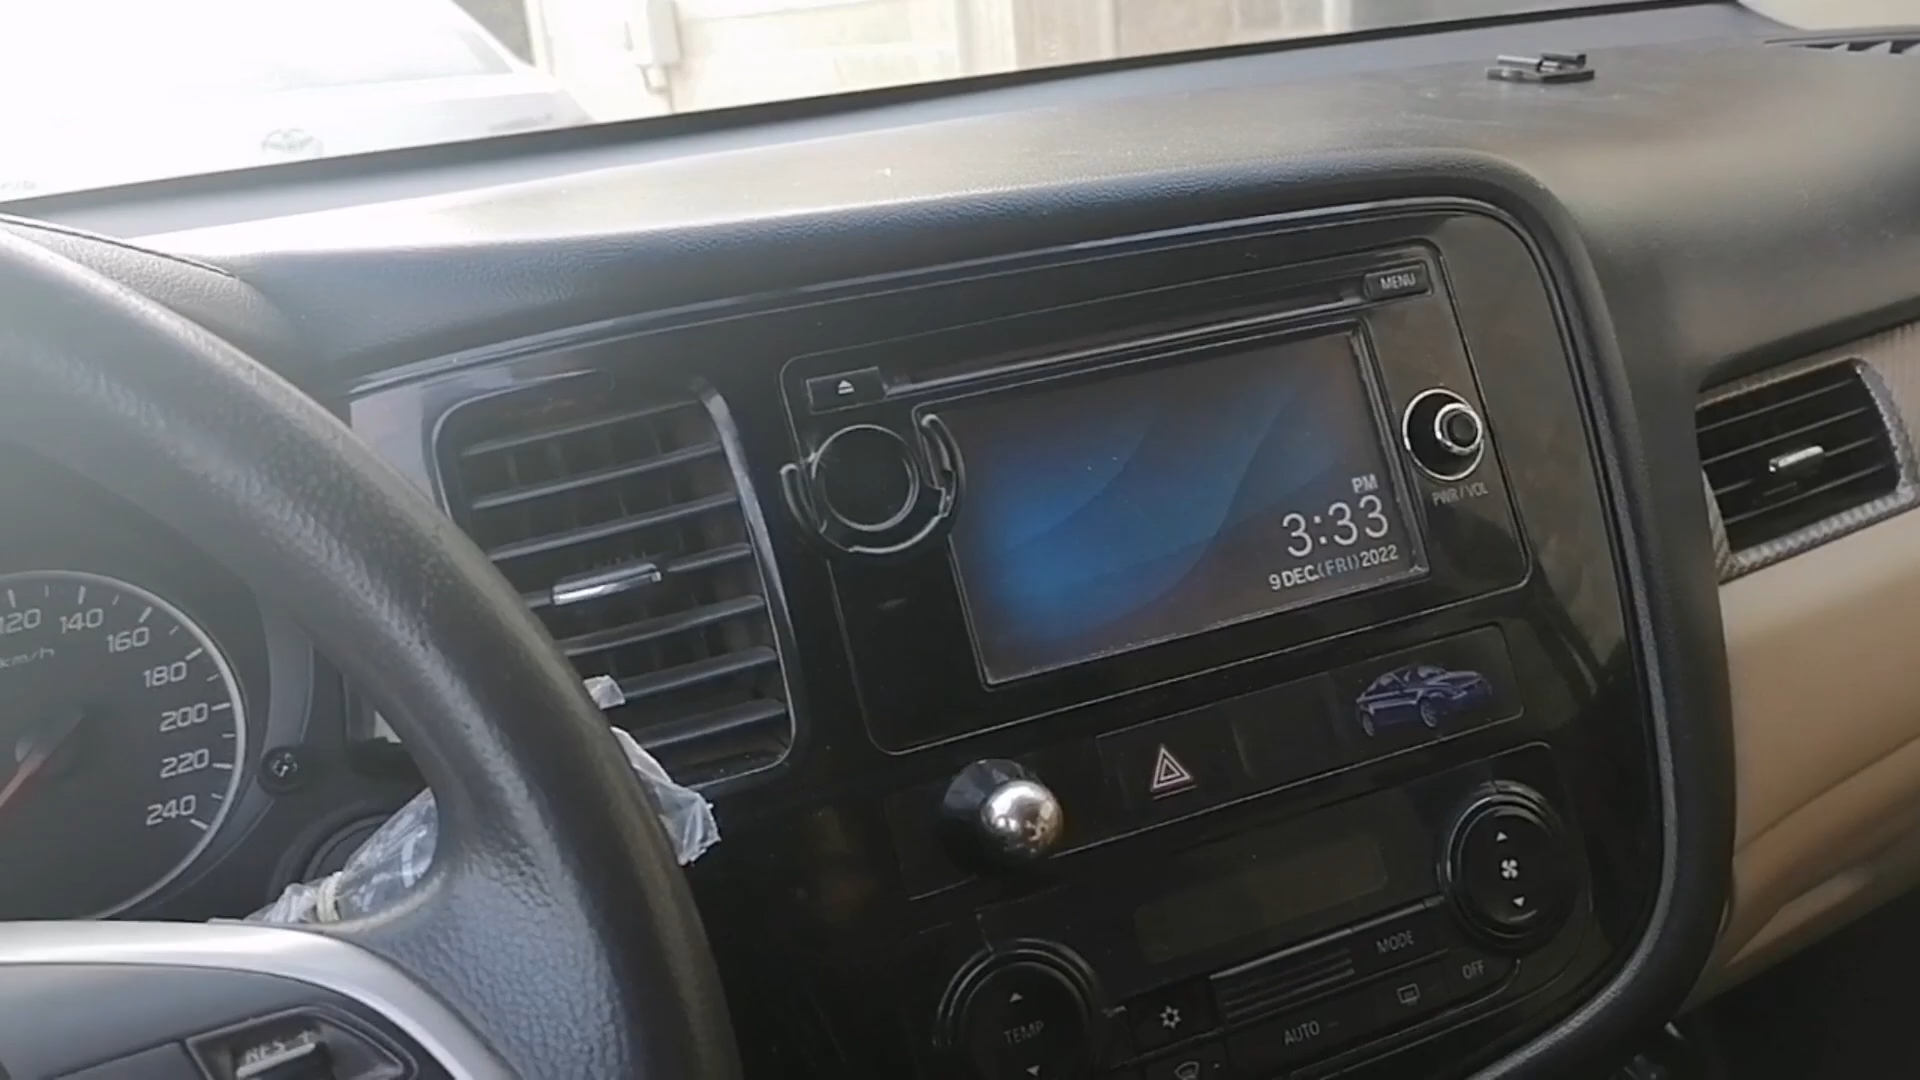 MENU
PM
3:33
9 DEC.(FRI)2022
PWR/VOL
120
140
160
km/h
180
200
220
240
MODE
OFF
TEMP
AUTO
RES +